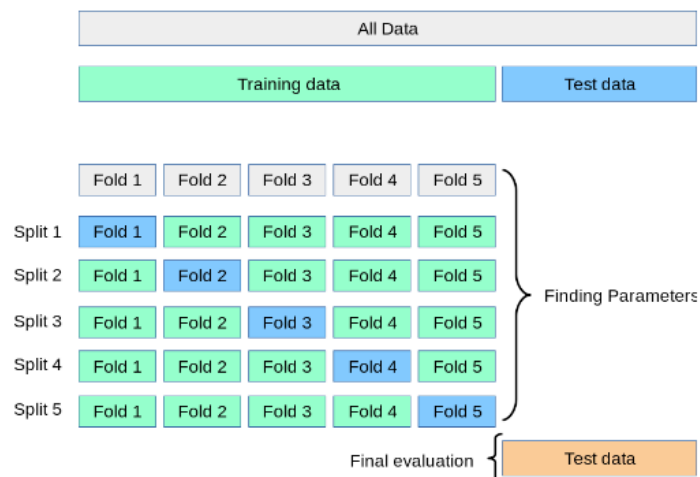 All Data
Training data Test data
Fold 1 Fold 2 Fold 3 Fold 4 Fold 5
Split 1 Fold 1 Fold 2 Fold 3 Fold 4 Fold 5
Split 2 Fold 1 Fold 2 Fold 3 Fold 4 Fold 5
Finding Parameters
Split 3 Fold 1 Fold 2 Fold 3 Fold 4 Fold 5
Split 4 Fold 1 Fold 2 Fold 3 Fold 4 Fold 5
Split 5 Fold 1 Fold 2 Fold 3 Fold 4 Fold 5
Final evaluation Test data